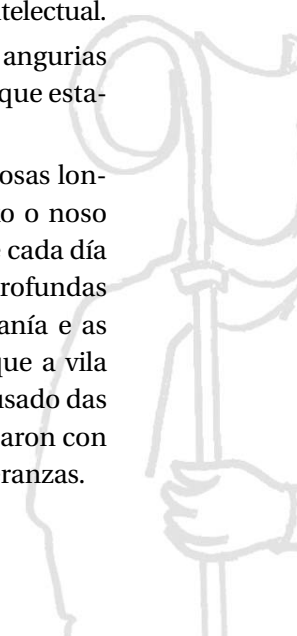 telectual.
angurias
que esta-
osas lon-
o o noso
cada día
rofundas
anía e as
que a vila
usado das
aron con
ranzas.